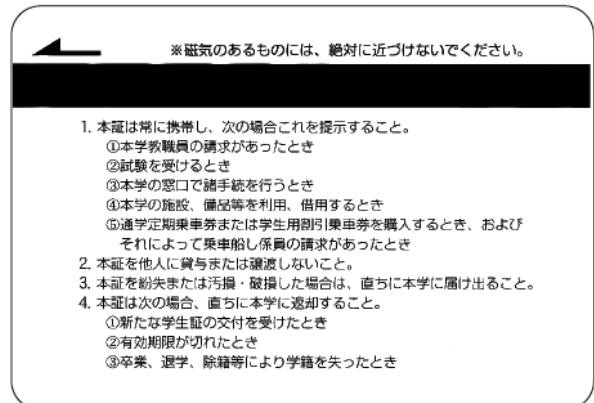 ※磁気のあるものには、絶対に近づけないでください。
1. 本証は常に携帯し、次の場合これを提示すること。
①本学教職員の請求があったとき
②試験を受けるとき
③本学の窓口で諸手続を行うとき
④本学の施設、備品等を利用、借用するとき
⑤通学定期乗車券または学生用割引乗車券を購入するとき、および
それによって乗車船し係員の請求があったとき
2. 本証を他人に貸与または譲渡しないこと。
3. 本証を紛失または汚損・破損した場合は、直ちに本学に届け出ること。
4. 本証は次の場合、直ちに本学に返却すること。
①新たな学生証の交付を受けたとき
②有効期限が切れたとき
③卒業、退学、除籍等により学籍を失ったとき